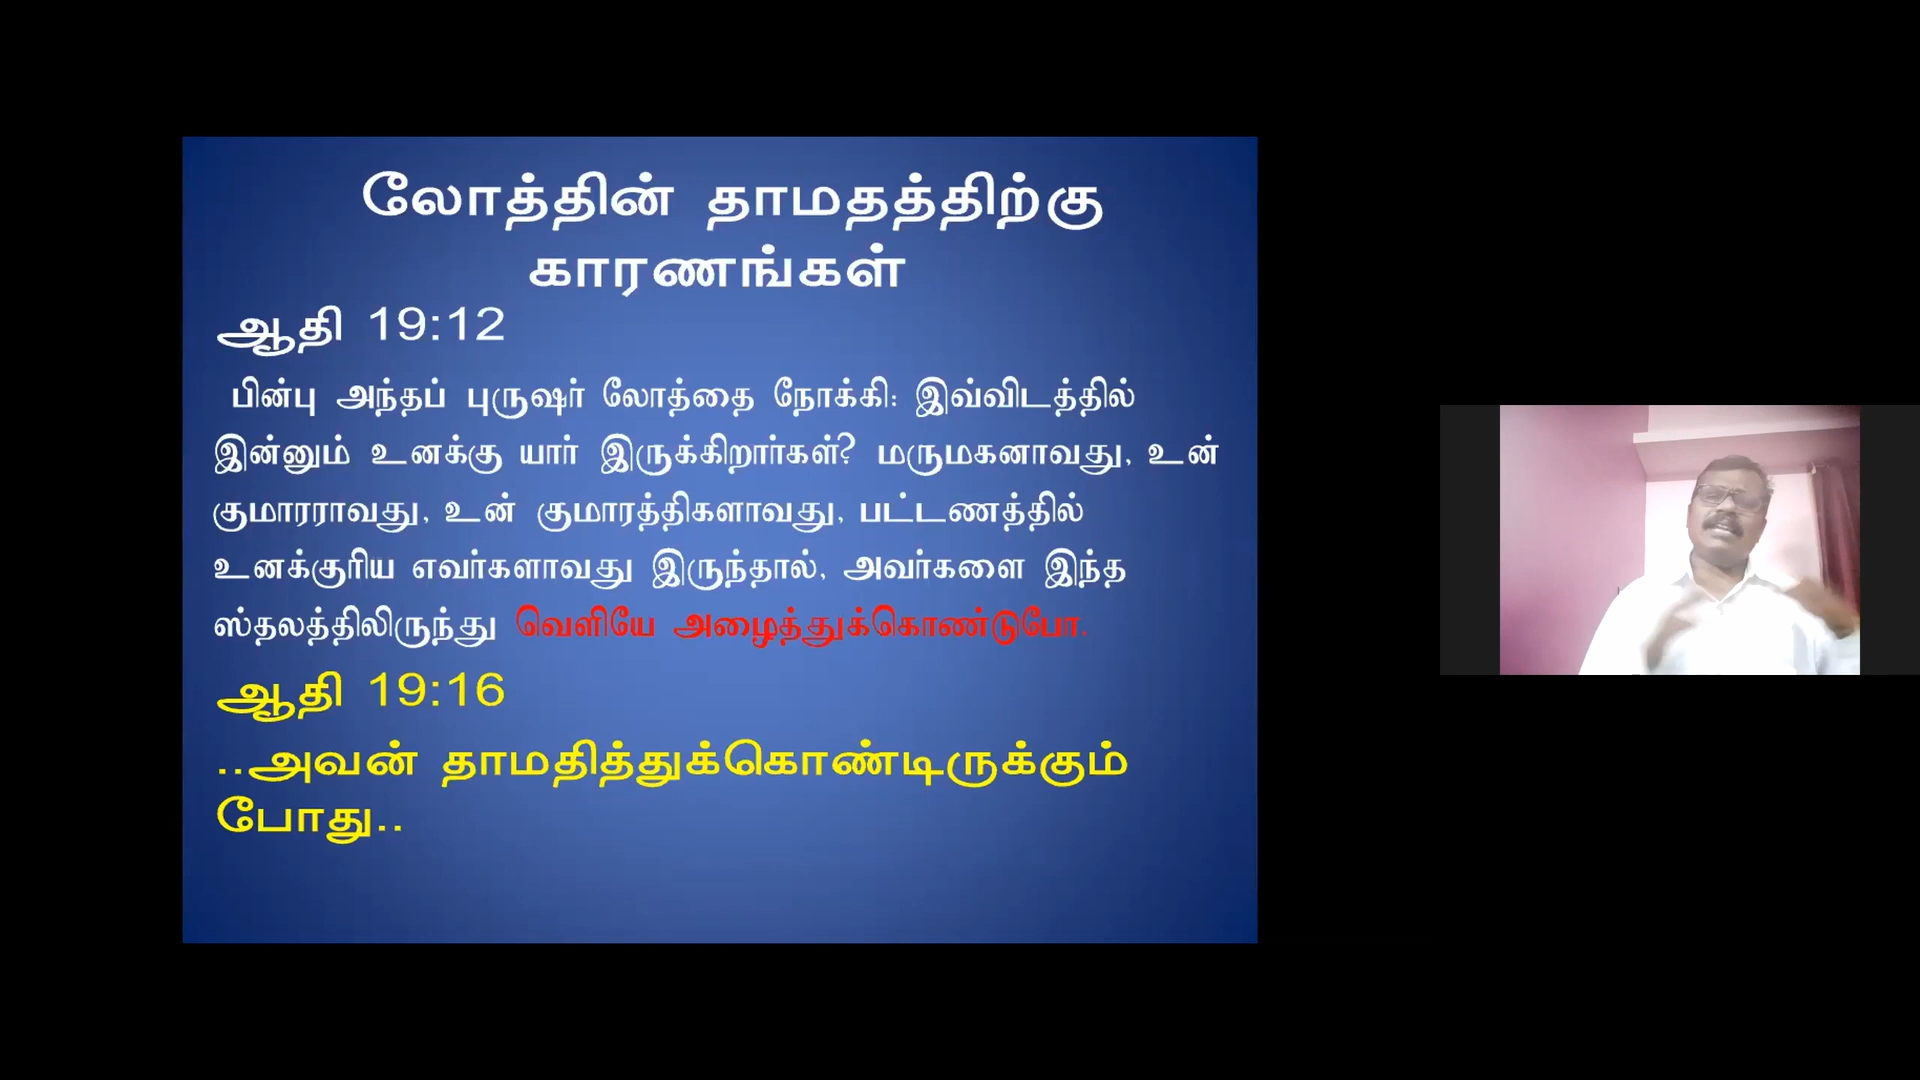 லோத்தின் தாமதத்திற்கு
காரணங்கள்
ஆதி 19:12
பின்பு அந்தப் புருஷர் லோத்தை நோக்கி: இவ்விடத்தில்
இன்னும் உனக்கு யார் இருக்கிறார்கள்? மருமகனாவது, உன்
குமாரராவது, உன் குமாரத்திகளாவது, பட்டணத்தில்
உனக்குரிய எவர்களாவது இருந்தால், அவர்களை இந்த
ஸ்தலத்திலிருந்து வெளியே அழைத்துக்கொண்டுபோ.
ஆதி 19:16
..அவன் தாமதித்துக்கொண்டிருக்கும்
போது..